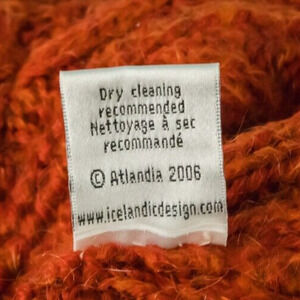 Dry cleaning
recommended
Nettoyage à sec
recommandé
© Atlandia 2006
www.icelandicdesign.com